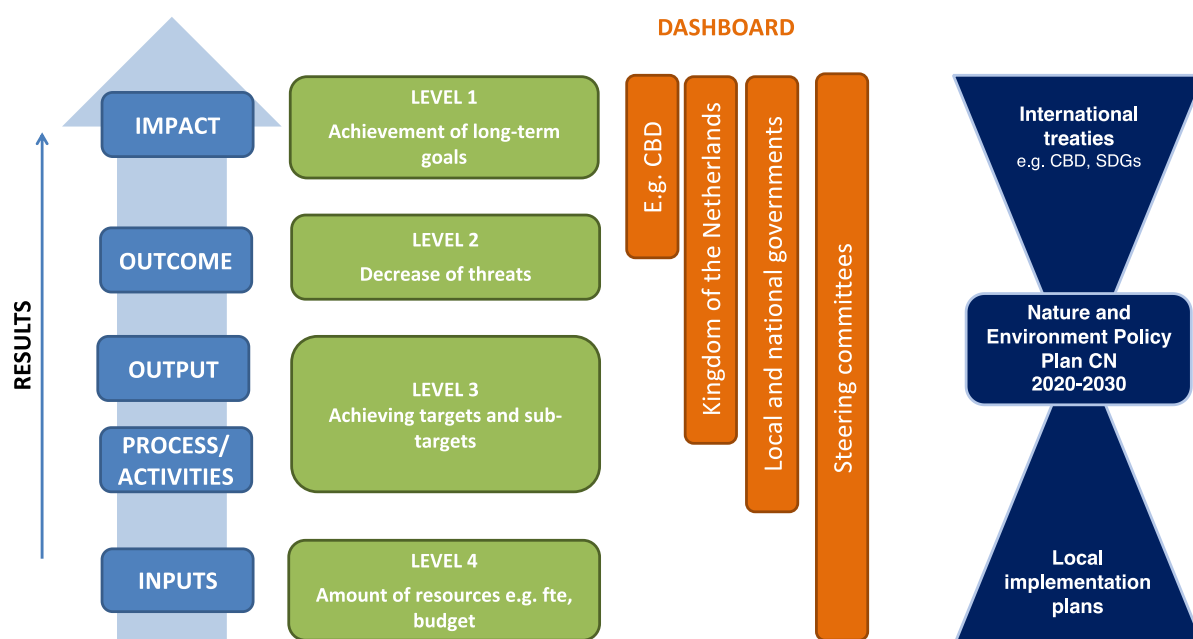 DASHBOARD
RESULTS
IMPACT
OUTCOME
OUTPUT
PROCESS/
ACTIVITIES
INPUTS
LEVEL 1
Achievement of long-term
goals
LEVEL 2
Decrease of threats
LEVEL 3
Achieving targets and sub-
targets
LEVEL 4
Amount of resources e.g. fte,
budget
E.g. CBD
Kingdom of the Netherlands
Local and national governments
Steering committees
International
treaties
e.g. CBD, SDGs
Nature and
Environment Policy
Plan CN
2020-2030
Local
implementation
plans